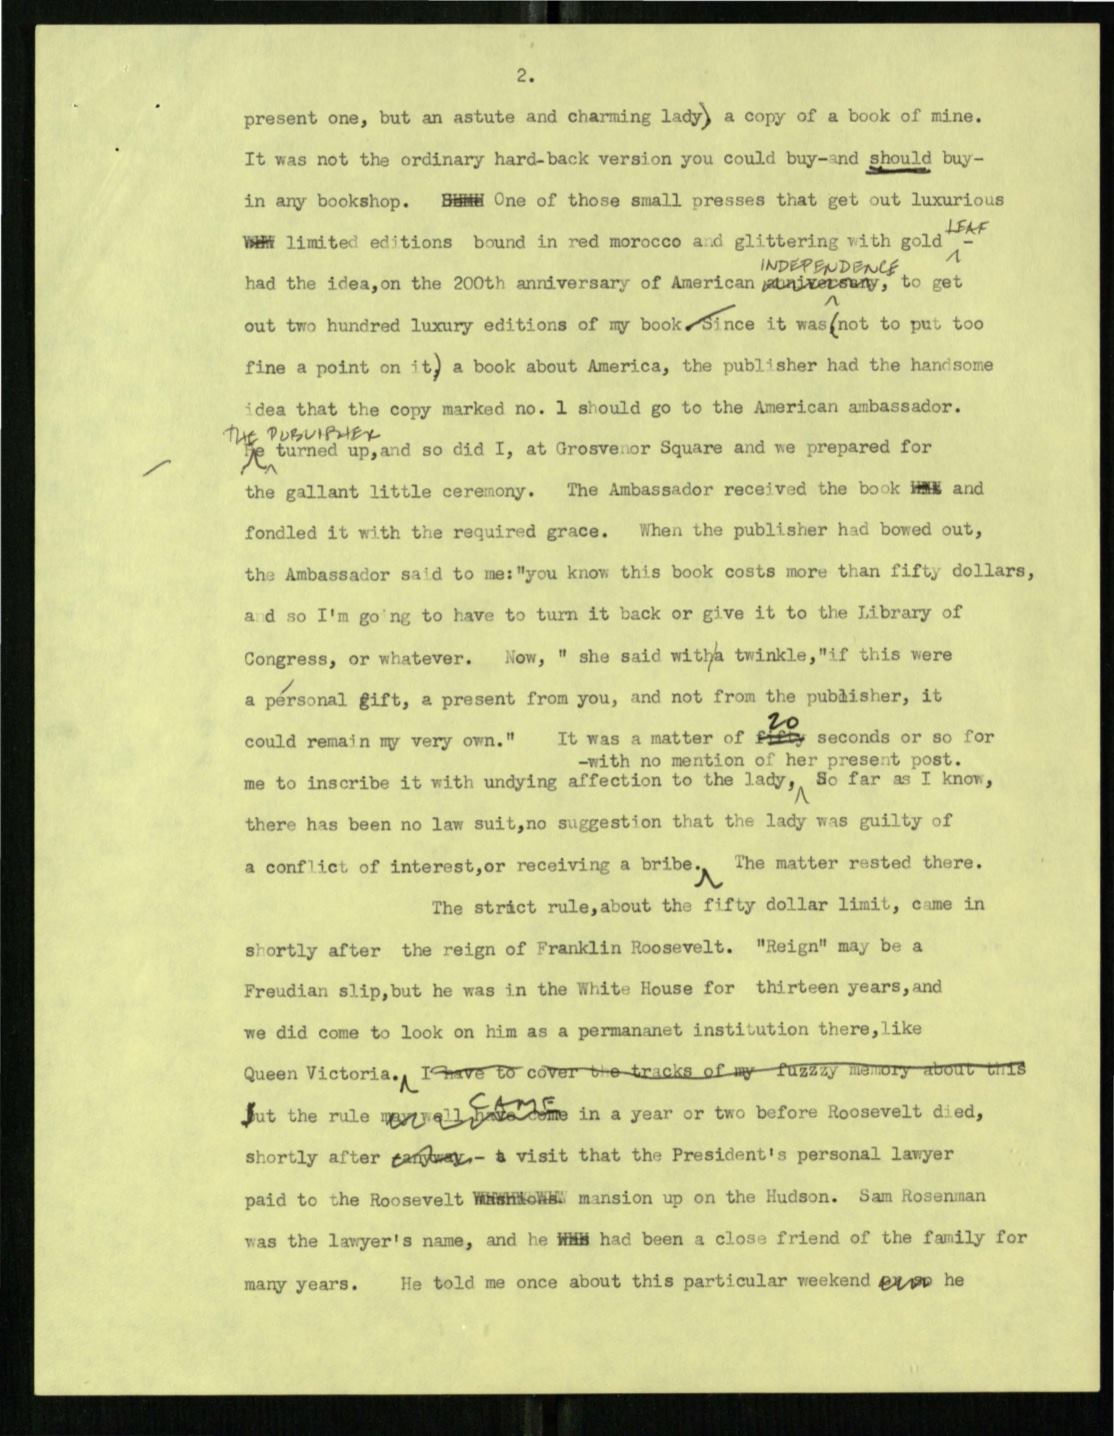 2.
present one, but an astute and charming lady) a copy of a book of mine.
It was not the ordinary hard-back version you could buy-and should buy-
in any bookshop. One of those small presses that get out luxurious
limited editions bound in red morocco and glittering with gold LEAF -
had the idea,on the 200th anniversary of American INDEPENDENCE anniversary, to get
out two hundred luxury editions of my book. Since it was (not to put too
fine a point on it) a book about America, the publisher had the handsome
idea that the copy marked no. 1 should go to the American ambassador.
THE PUBLISHER
He turned up,and so did I, at Grosvenor Square and we prepared for
the gallant little ceremony. The Ambassador received the book and
fondled it with the required grace. When the publisher had bowed out,
the Ambassador said to me:"you know this book costs more than fifty dollars,
and so I'm going to have to turn it back or give it to the Library of
Congress, or whatever. Now, " she said with/a twinkle,"if this were
a personal gift, a present from you, and not from the publisher, it
could remain my very own." It was a matter of 20 fifty seconds or so for
-with no mention of her present post.
me to inscribe it with undying affection to the lady, So far as I know,
there has been no law suit,no suggestion that the lady was guilty of
a conflict of interest,or receiving a bribe. The matter rested there.
The strict rule,about the fifty dollar limit, came in
shortly after the reign of Franklin Roosevelt. "Reign" may be a
Freudian slip,but he was in the White House for thirteen years,and
we did come to look on him as a permananet institution there,like
Queen Victoria. I have to cover the tracks of my fuzzzy memory about this
but the rule may well have come CAME in a year or two before Roosevelt died,
shortly after (anyway - a visit that the President's personal lawyer
paid to the Roosevelt mansion up on the Hudson. Sam Rosenman
was the lawyer's name, and he had been a close friend of the family for
many years. He told me once about this particular weekend he